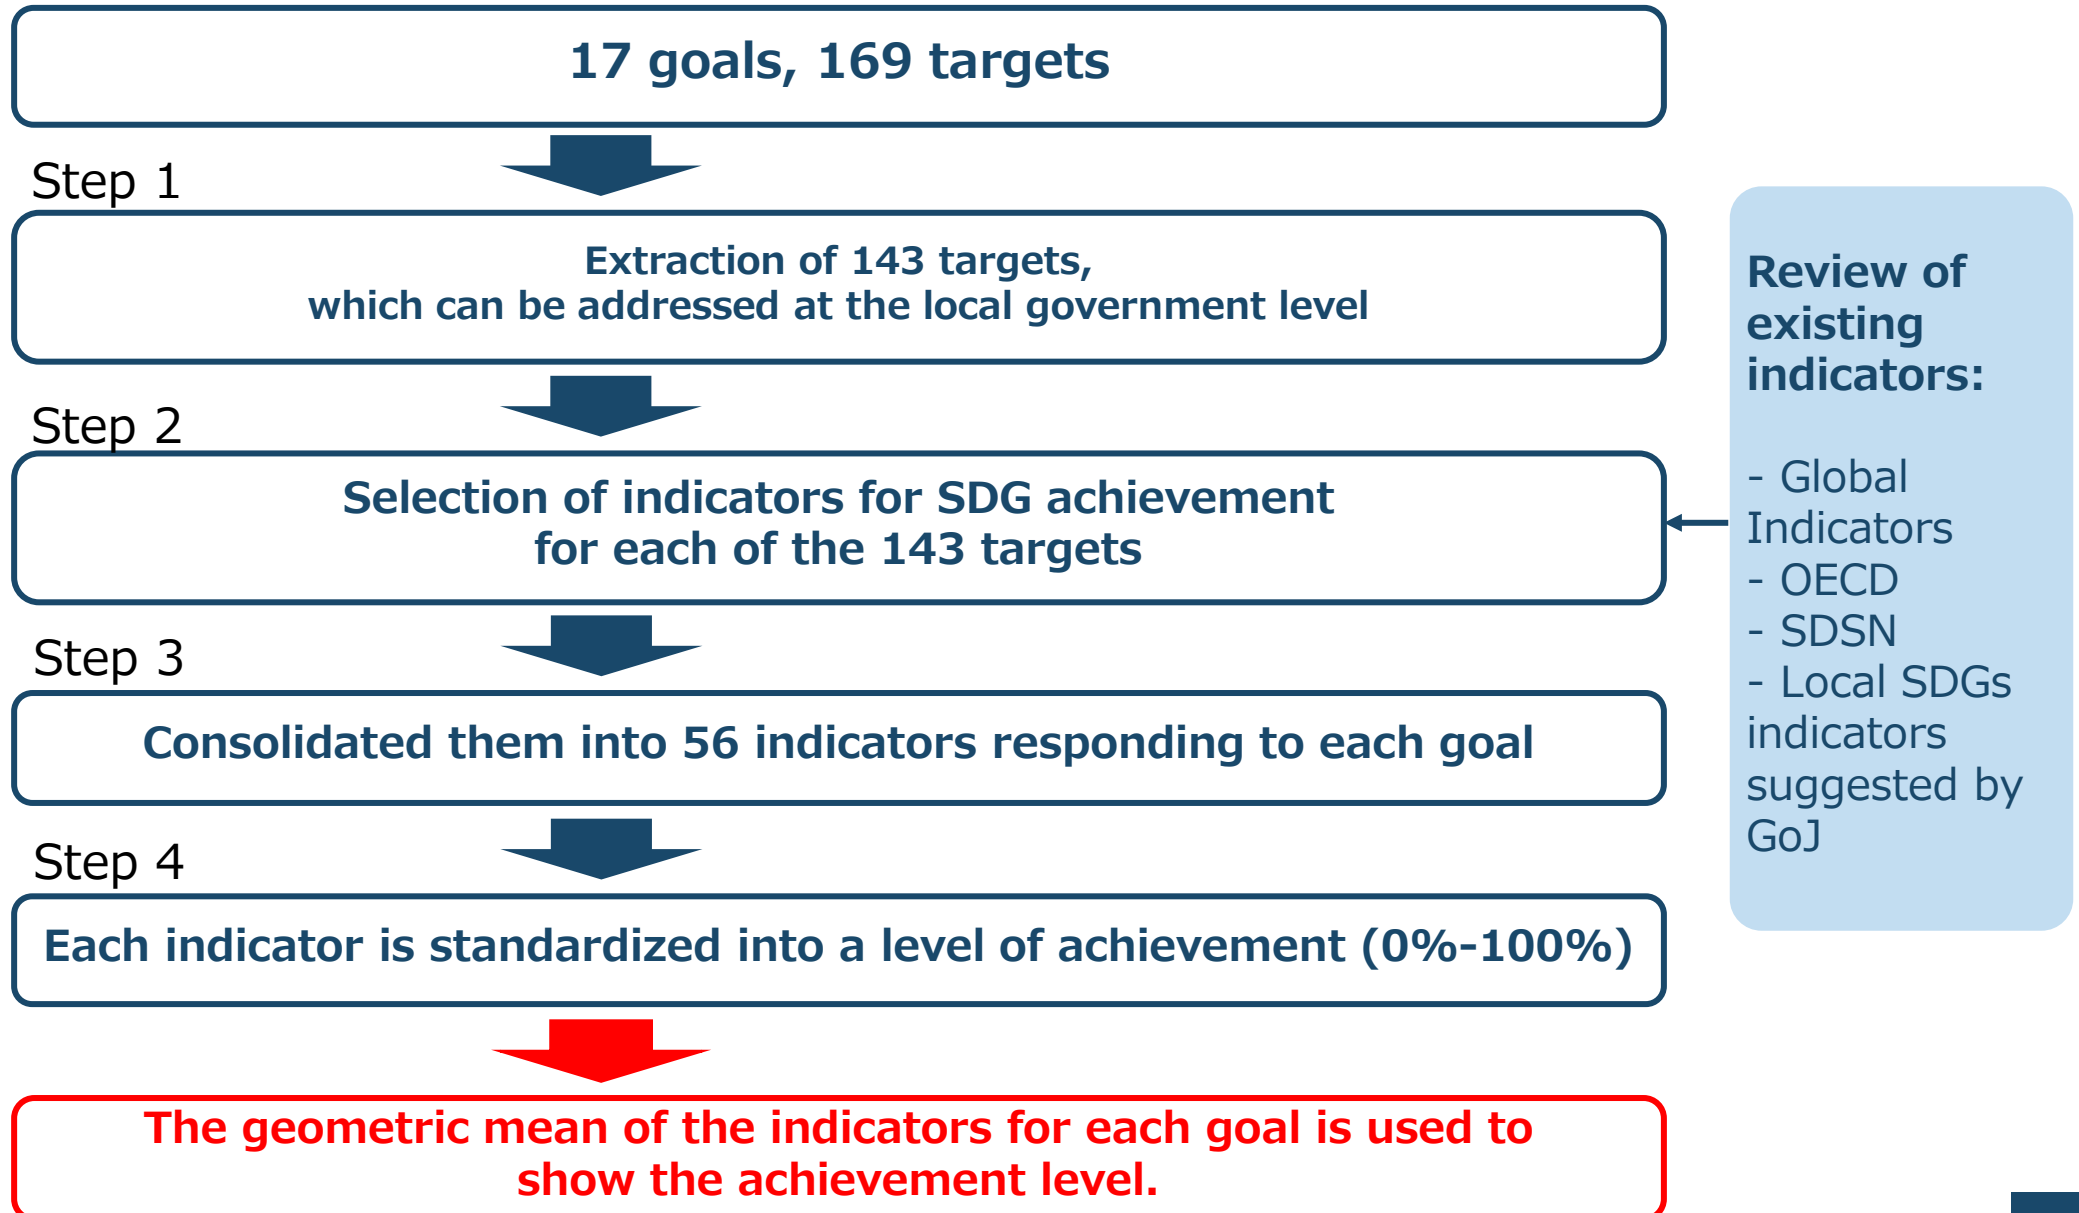 17 goals, 169 targets
Step 1
Extraction of 143 targets,
which can be addressed at the local government level
Step 2
Selection of indicators for SDG achievement
for each of the 143 targets
Step 3
Consolidated them into 56 indicators responding to each goal
Step 4
Each indicator is standardized into a level of achievement (0%-100%)
The geometric mean of the indicators for each goal is used to
show the achievement level.
Review of
existing
indicators:
- Global
Indicators
- OECD
- SDSN
- Local SDGs
indicators
suggested by
GoJ